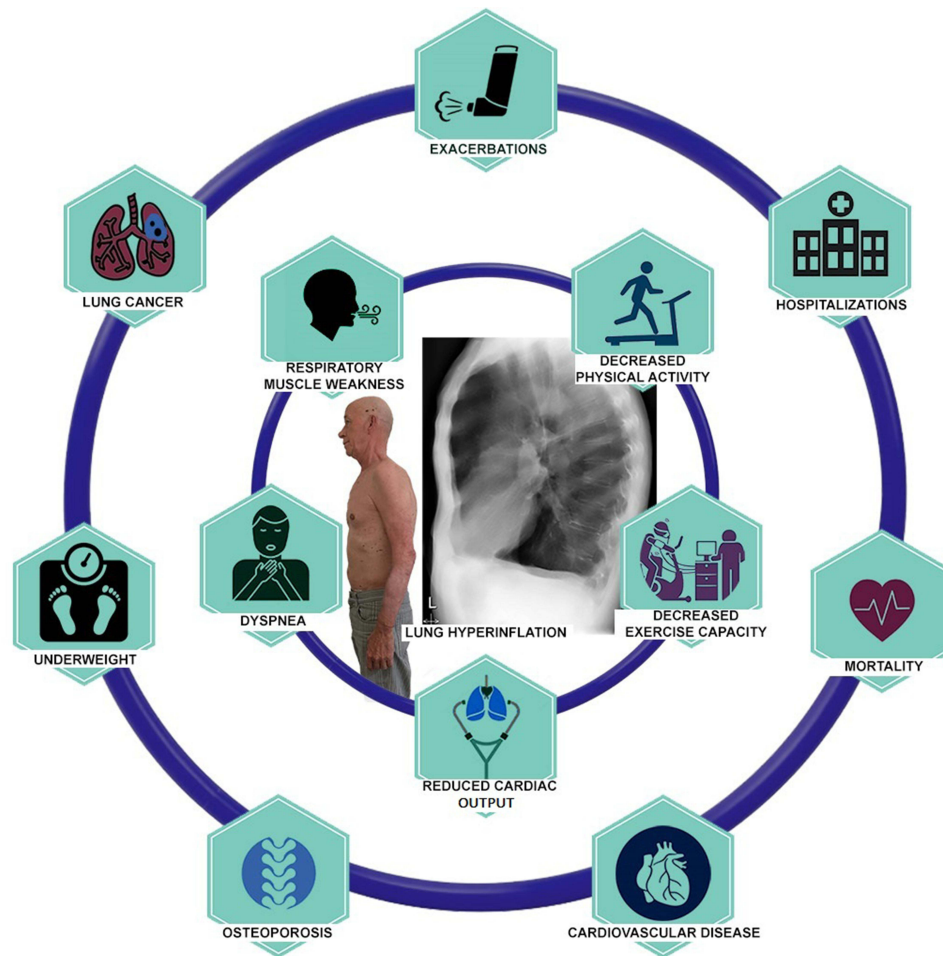 EXACERBATIONS
LUNG CANCER
HOSPITALIZATIONS
RESPIRATORY
MUSCLE WEAKNESS
DECREASED
PHYSICAL ACTIVITY
DYSPNEA
L
LUNG HYPERINFLATION
DECREASED
EXERCISE CAPACITY
UNDERWEIGHT
MORTALITY
REDUCED CARDIAC
OUTPUT
OSTEOPOROSIS
CARDIOVASCULAR DISEASE